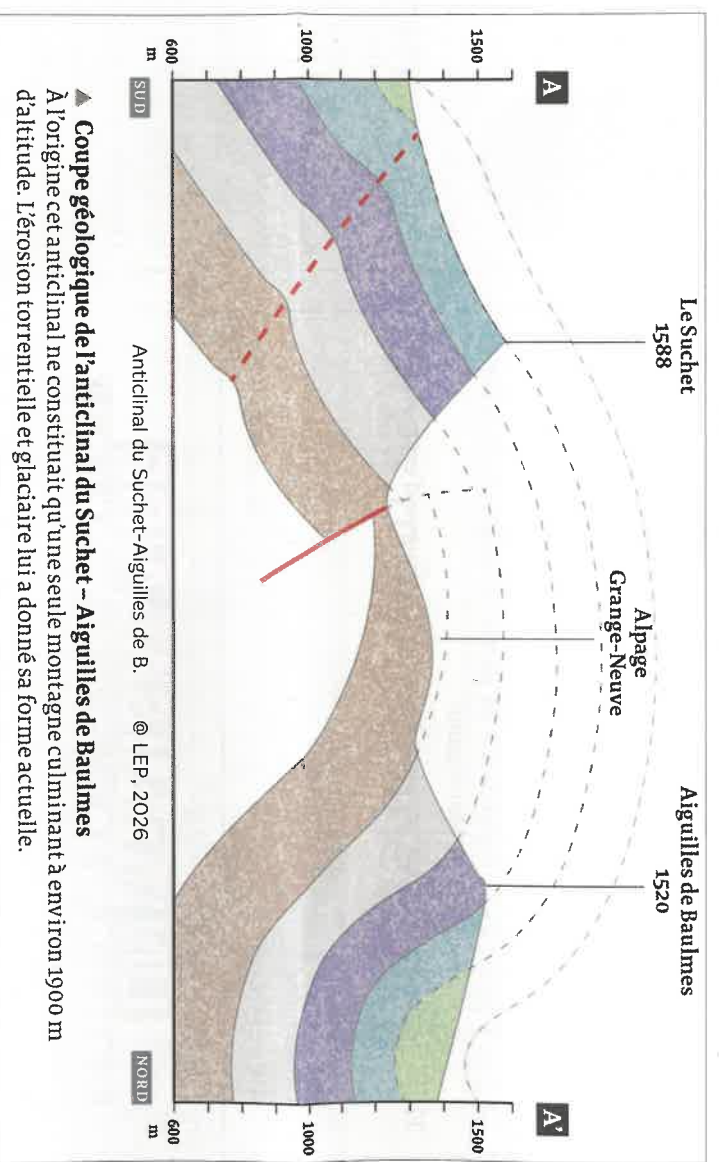 A
A'
Le Suchet
1588
Alpage
Grange-Neuve
Aiguilles de Baulmes
1520
1500
1000
600
m
1500
1000
600
m
SUD
NORD
Anticlinal du Suchet-Aiguilles de B. @ LEP, 2026
Coupe géologique de l'anticlinal du Suchet – Aiguilles de Baulmes
À l'origine cet anticlinal ne constituait qu'une seule montagne culminant à environ 1900 m
d'altitude. L'érosion torrentielle et glaciaire lui a donné sa forme actuelle.